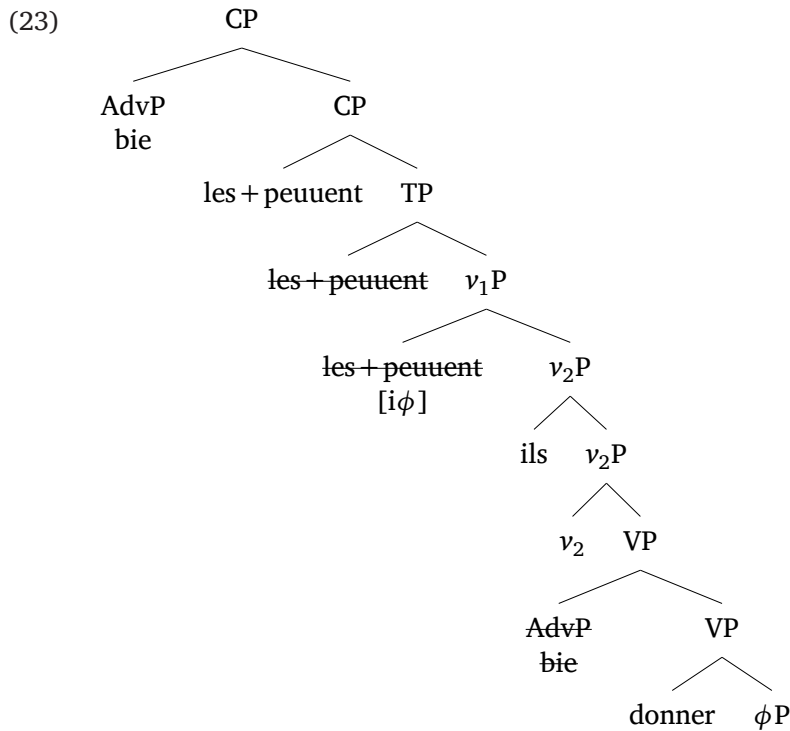 (23) CP
AdvP CP
bie
les + peuuent TP
les + peuuent v₁P
les + peuuent v₂P
[iϕ]
ils v₂P
v₂ VP
AdvP VP
bie
donner ϕP